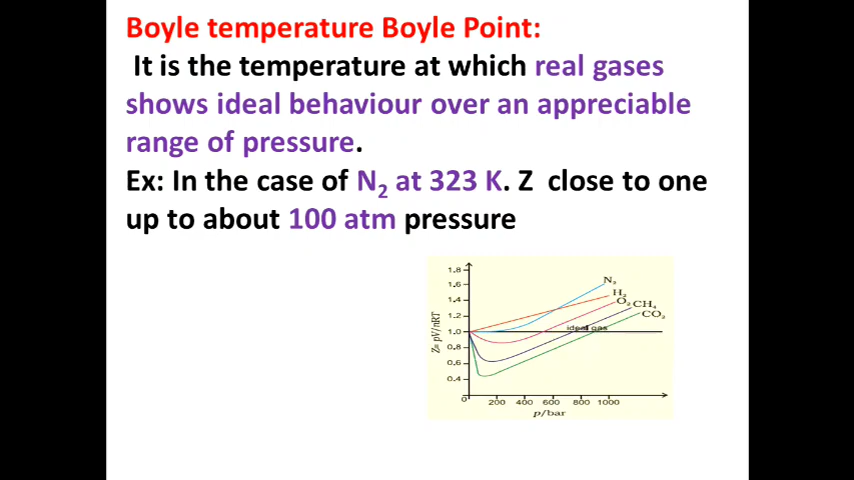 Boyle temperature Boyle Point:
It is the temperature at which real gases
shows ideal behaviour over an appreciable
range of pressure.
Ex: In the case of N₂ at 323 K. Z close to one
up to about 100 atm pressure
1.8
N₂
1.6
H₂
1.4
O₂ CH₄
1.2
CO₂
ideal gas
1.0
Z= pV/nRT
0.8
0.6
0.4
0
200 400 600 800 1000
p/bar